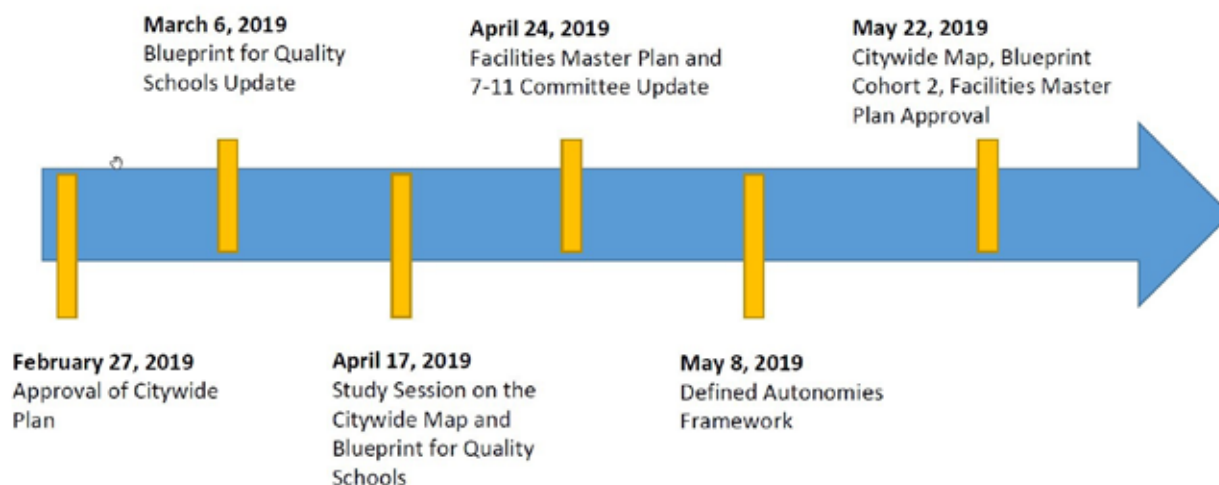 March 6, 2019
Blueprint for Quality
Schools Update
April 24, 2019
Facilities Master Plan and
7-11 Committee Update
May 22, 2019
Citywide Map, Blueprint
Cohort 2, Facilities Master
Plan Approval
February 27, 2019
Approval of Citywide
Plan
April 17, 2019
Study Session on the
Citywide Map and
Blueprint for Quality
Schools
May 8, 2019
Defined Autonomies
Framework